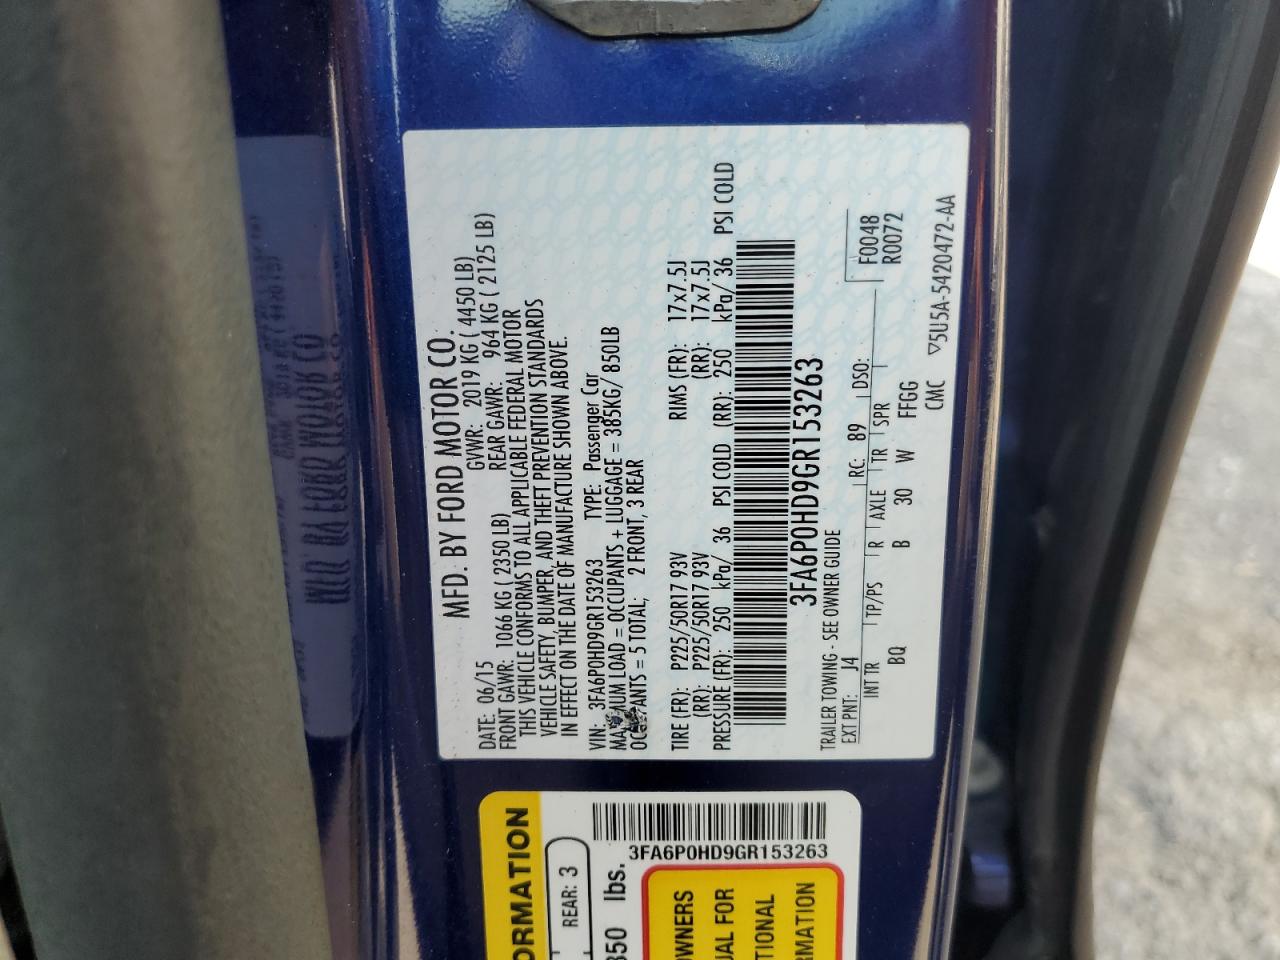 MFD. BY FORD MOTOR CO.
DATE: 06/15 GVWR: 2019 KG ( 4450 LB)
FRONT GAWR: 1066 KG ( 2350 LB) REAR GAWR: 964 KG ( 2125 LB)
THIS VEHICLE CONFORMS TO ALL APPLICABLE FEDERAL MOTOR
VEHICLE SAFETY, BUMPER, AND THEFT PREVENTION STANDARDS
IN EFFECT ON THE DATE OF MANUFACTURE SHOWN ABOVE.
VIN: 3FA6P0HD9GR153263 TYPE: Passenger Car
LOAD = OCCUPANTS + LUGGAGE = 385KG/ 850LB
= 5 TOTAL; 2 FRONT, 3 REAR
TIRE (FR): P225/50R17 93V RIMS (FR): 17x7.5J
(RR): P225/50R17 93V (RR): 17x7.5J
PRESSURE (FR): 250 kPa/ 36 PSI COLD (RR): 250 kPa/ 36 PSI COLD
3FA6P0HD9GR153263
TRAILER TOWING - SEE OWNER GUIDE
EXT PNT: J4 RC: 89 DSO: F0048
R0072
INT TR TP/PS R AXLE TR SPR
BQ B 30 W FFGG
CMC ▽5U5A-5420472-AA
ORMATION
REAR: 3
850 lbs.
3FA6P0HD9GR153263
OWNERS
UAL FOR
TIONAL
RMATION